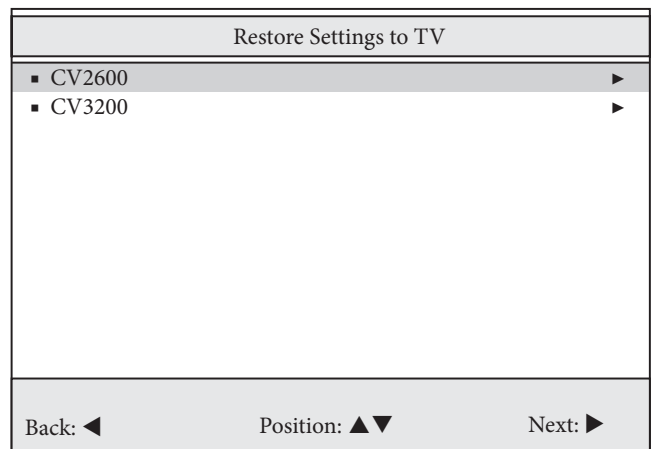 Restore Settings to TV
▪ CV2600 ►
▪ CV3200 ►
Back: ◀ Position: ▲▼ Next: ▶